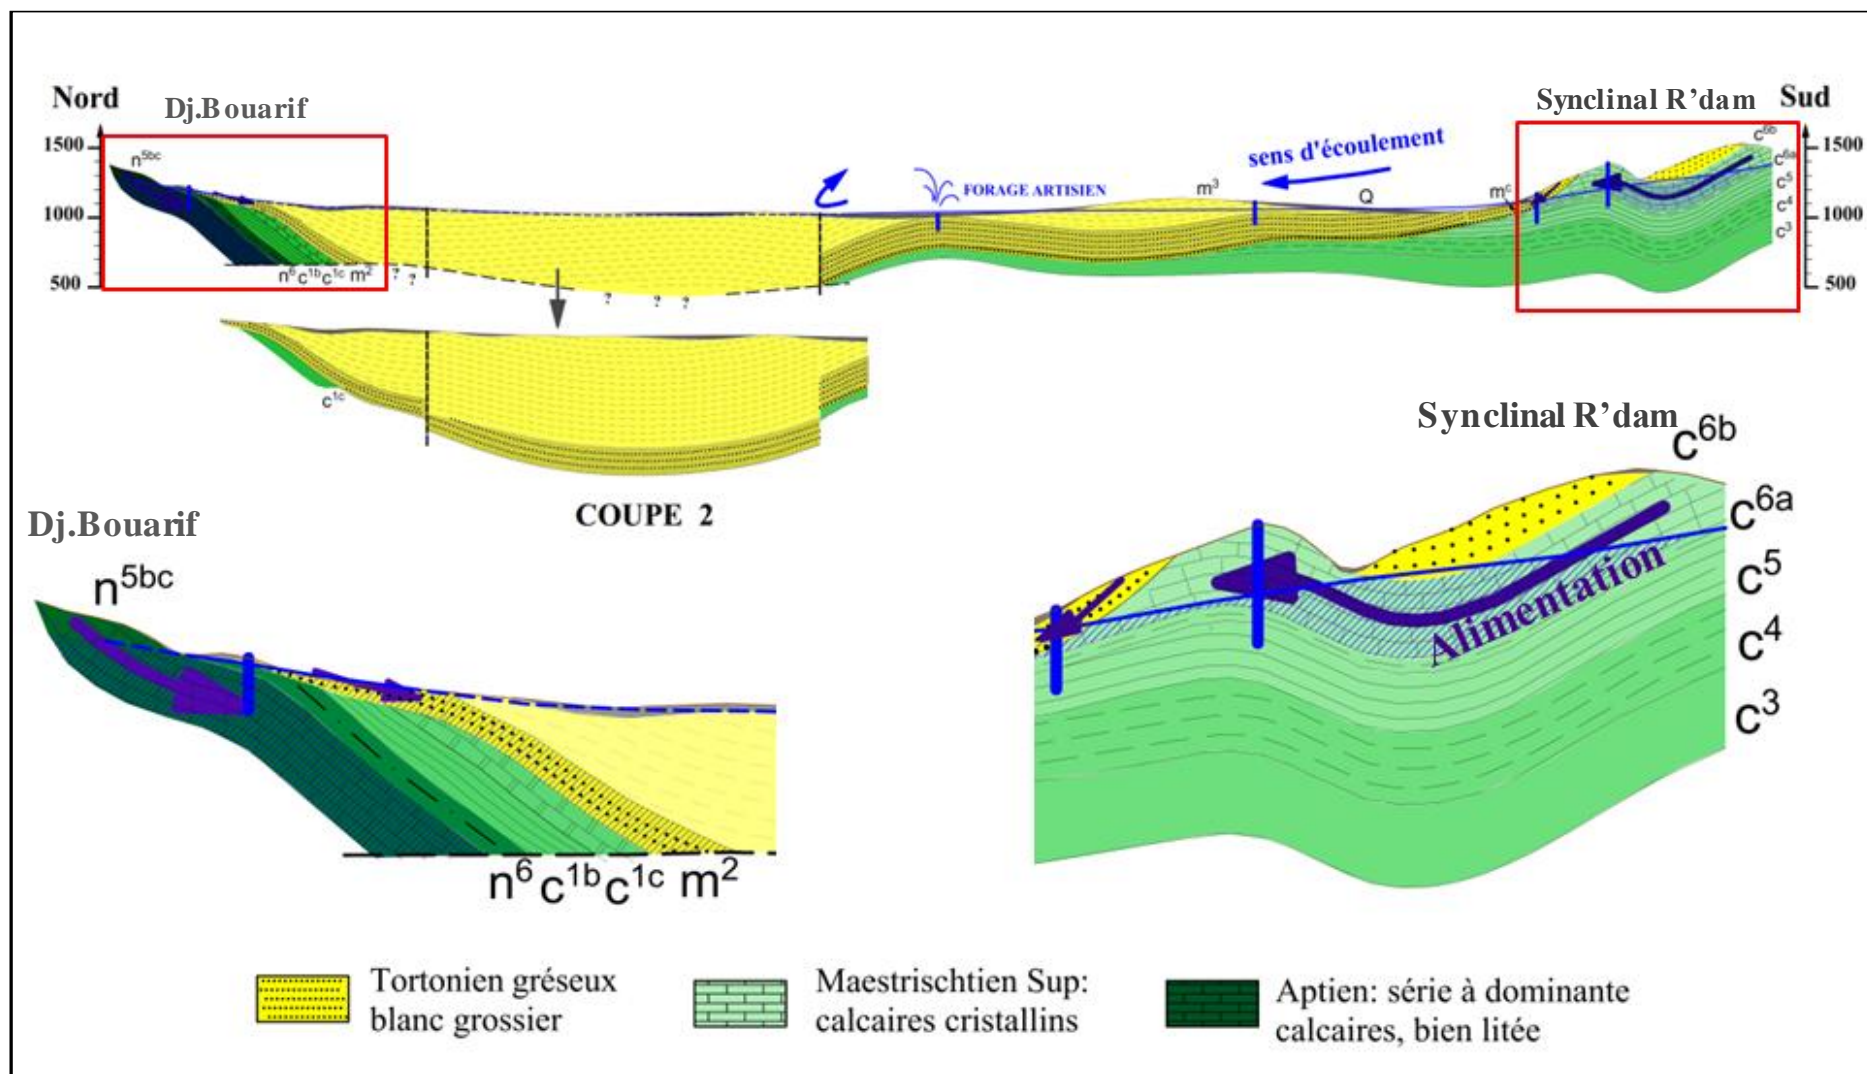 Nord
Dj.Bouarif
Synclinal R'dam
Sud
1500
1000
500
n5bc
n6 c1b c1c m2
? ?
? ? ?
FORAGE ARTISIEN
sens d'écoulement
m3
Q
mc
c6b
c6a
c5
c4
c3
1500
1000
500
c1c
COUPE 2
Dj.Bouarif
n5bc
n6 c1b c1c m2
Synclinal R'dam
c6b
c6a
c5
c4
c3
Alimentation
Tortonien gréseux
blanc grossier
Maestrischtien Sup:
calcaires cristallins
Aptien: série à dominante
calcaires, bien litée